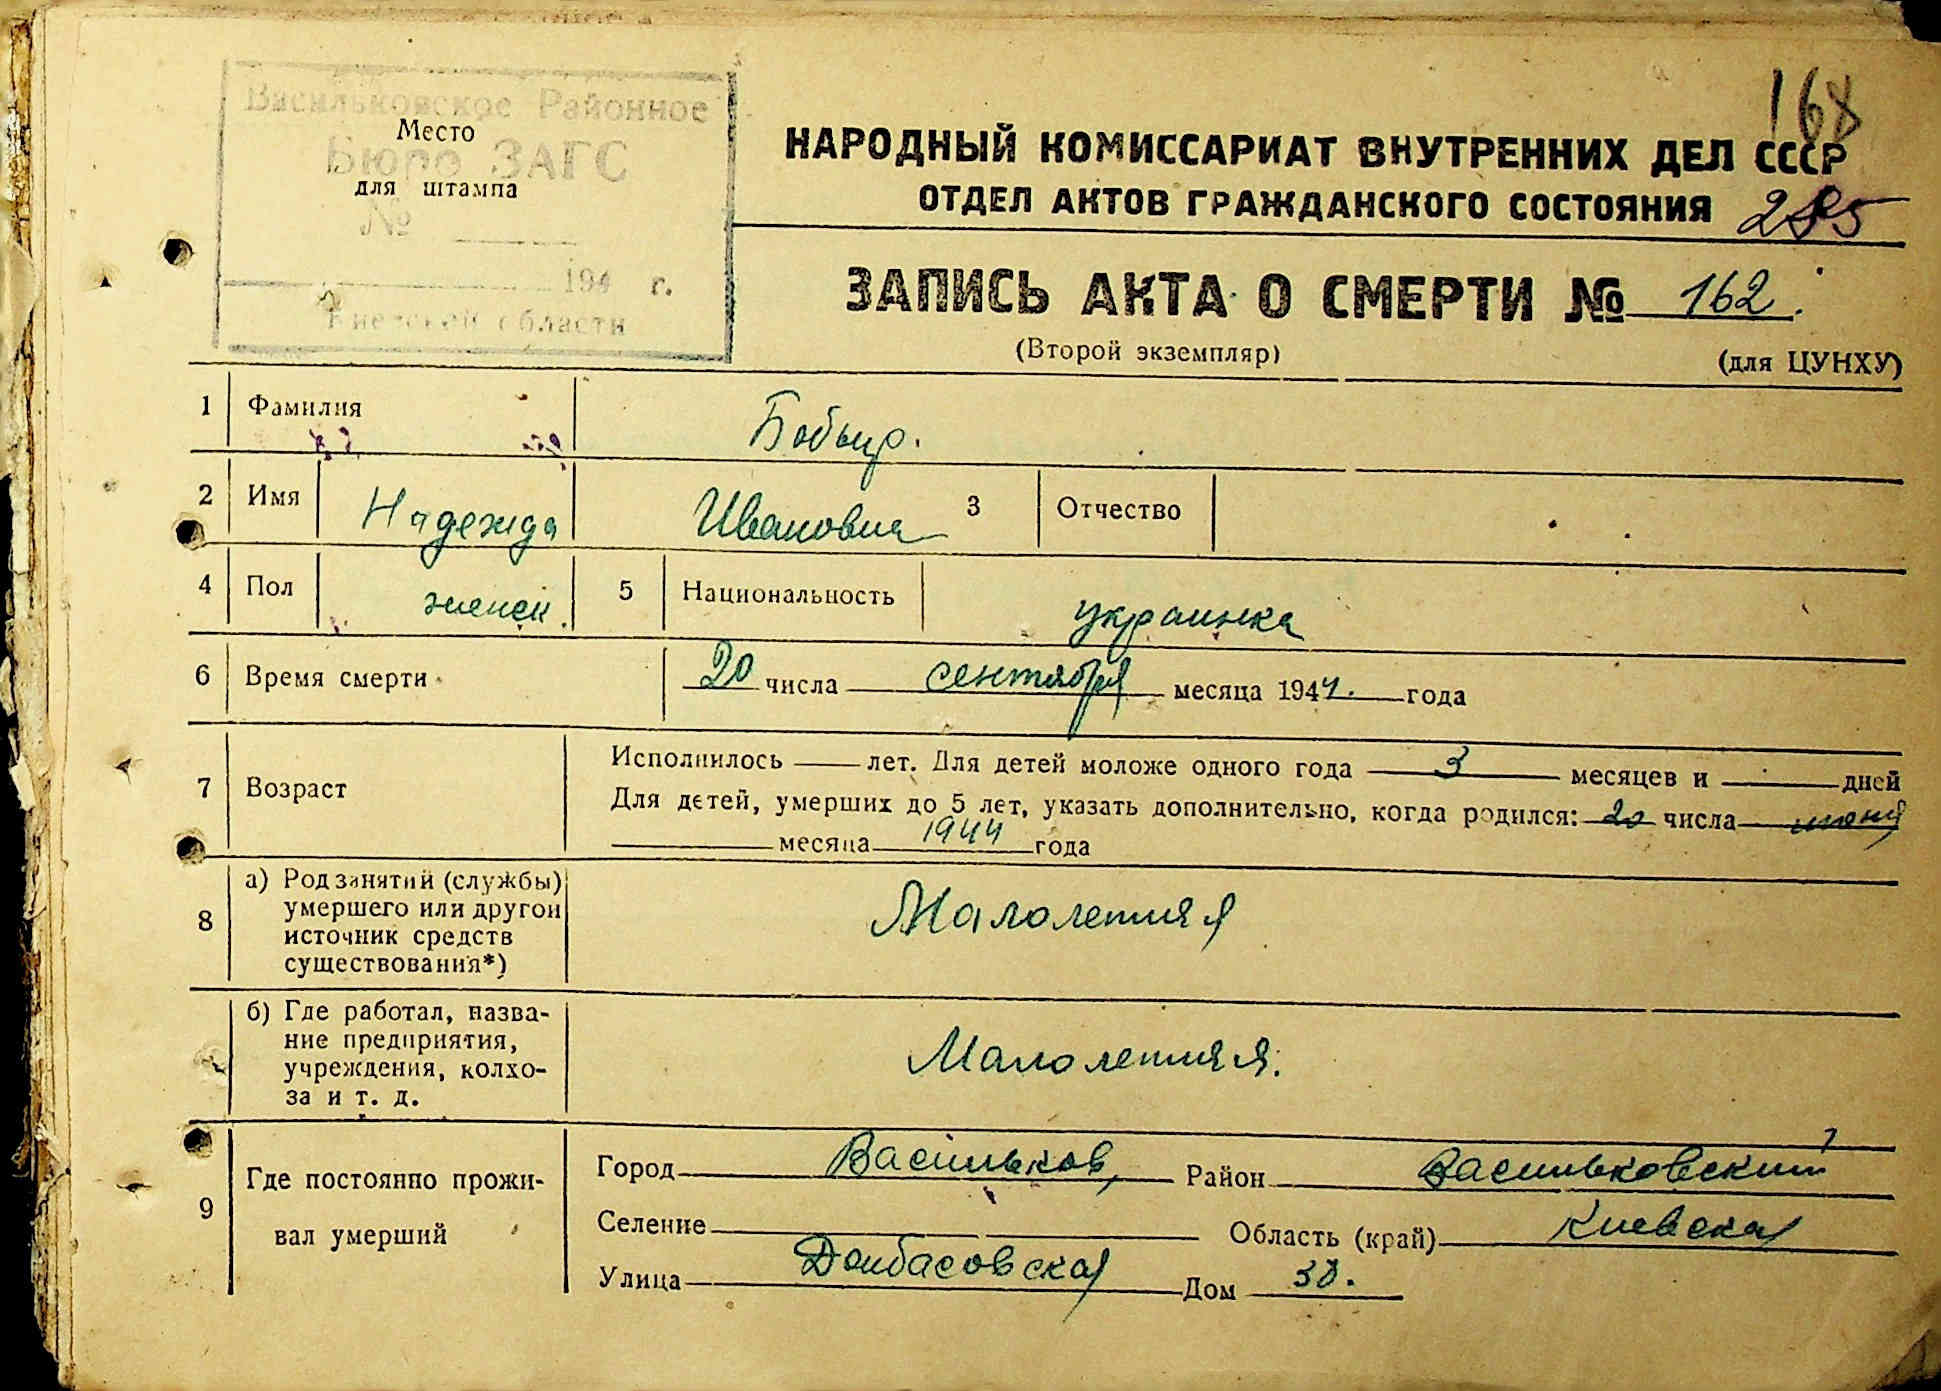 Васильковское Районное
Бюро ЗАГС
№
194 г.
Киевской области
Место
для штампа
168
НАРОДНЫЙ КОМИССАРИАТ ВНУТРЕННИХ ДЕЛ СССР
ОТДЕЛ АКТОВ ГРАЖДАНСКОГО СОСТОЯНИЯ
ЗАПИСЬ АКТА О СМЕРТИ № 162.
(Второй экземпляр) (для ЦУНХУ)
1 Фамилия Бобыр.
2 Имя Надежда Ивановна 3 Отчество
4 Пол женск. 5 Национальность украинка
6 Время смерти 20 числа сентября месяца 1944. года
7 Возраст Исполнилось лет. Для детей моложе одного года 3 месяцев и дней
Для детей, умерших до 5 лет, указать дополнительно, когда родился: 20 числа июня
месяца 1944 года
8 а) Род занятий (службы)
умершего или другой
источник средств
существования*)
Малолетняя
б) Где работал, назва-
ние предприятия,
учреждения, колхо-
за и т. д.
Малолетняя.
9 Где постоянно прожи-
вал умерший
Город Васильков, Район Васильковский
Селение Область (край) Киевская
Улица Донбасовская Дом 30.